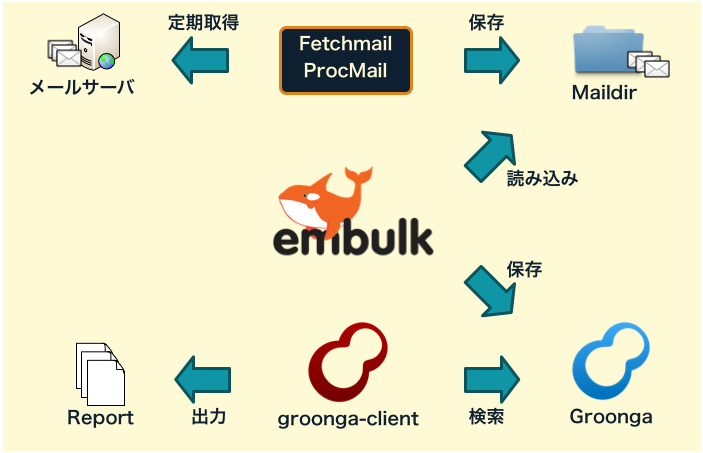 定期取得
Fetchmail
ProcMail
保存
メールサーバ
Maildir
読み込み
embulk
保存
Report
出力
groonga-client
検索
Groonga